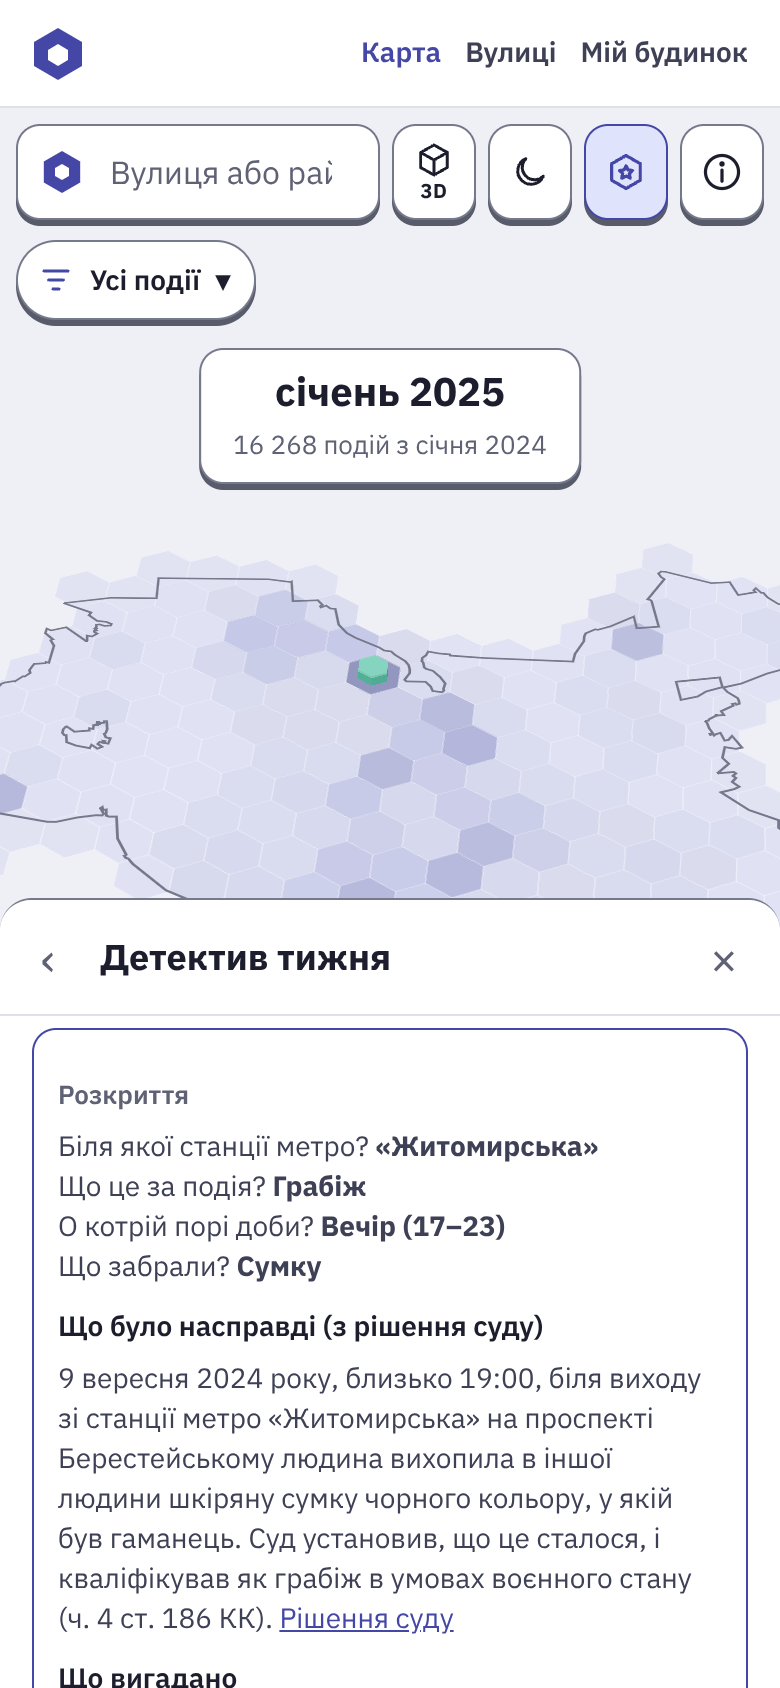 Карта Вулиці Мій будинок
Вулиця або рай
3D
Усі події ▼
січень 2025
16 268 подій з січня 2024
Детектив тижня
Розкриття
Біля якої станції метро? «Житомирська»
Що це за подія? Грабіж
О котрій порі доби? Вечір (17–23)
Що забрали? Сумку
Що було насправді (з рішення суду)
9 вересня 2024 року, близько 19:00, біля виходу
зі станції метро «Житомирська» на проспекті
Берестейському людина вихопила в іншої
людини шкіряну сумку чорного кольору, у якій
був гаманець. Суд установив, що це сталося, і
кваліфікував як грабіж в умовах воєнного стану
(ч. 4 ст. 186 КК). Рішення суду
Що вигадано